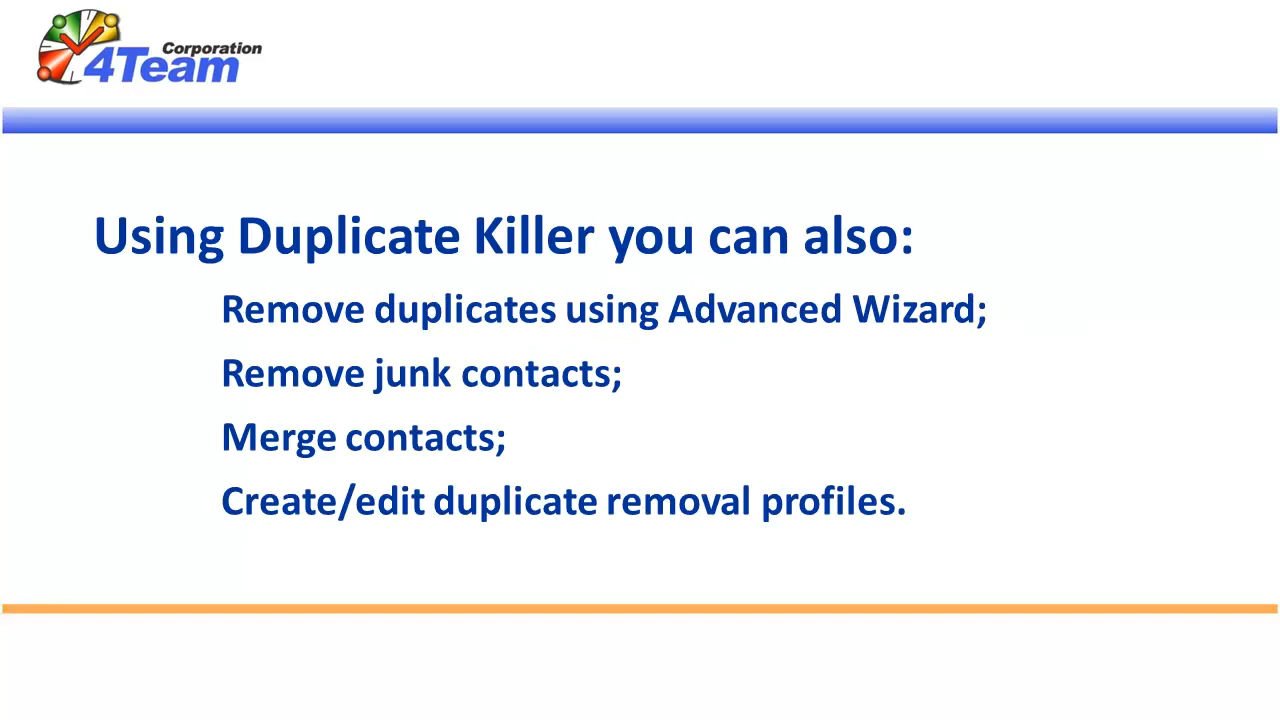 Corporation
4Team
Using Duplicate Killer you can also:
Remove duplicates using Advanced Wizard;
Remove junk contacts;
Merge contacts;
Create/edit duplicate removal profiles.